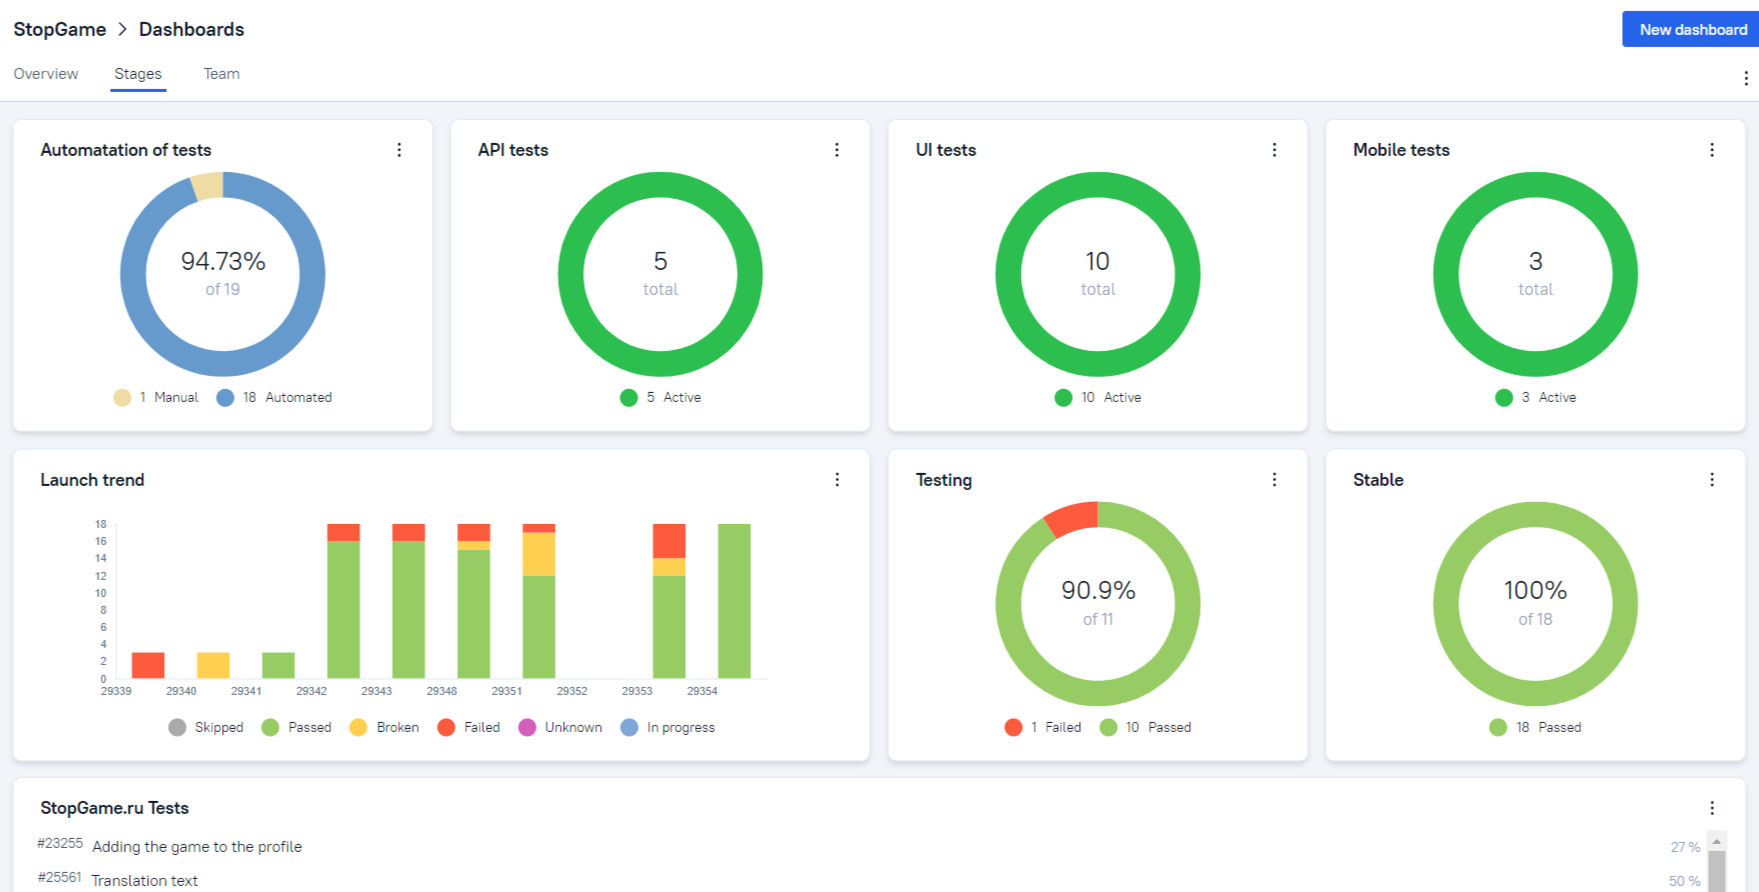 StopGame > Dashboards
New dashboard
Overview Stages Team
Automatation of tests
94.73%
of 19
1 Manual 18 Automated
API tests
5
total
5 Active
UI tests
10
total
10 Active
Mobile tests
3
total
3 Active
Launch trend
18
16
14
12
10
8
6
4
2
0
29339 29340 29341 29342 29343 29348 29351 29352 29353 29354
Skipped Passed Broken Failed Unknown In progress
Testing
90.9%
of 11
1 Failed 10 Passed
Stable
100%
of 18
18 Passed
StopGame.ru Tests
#23255 Adding the game to the profile 27 %
#25561 Translation text 50 %